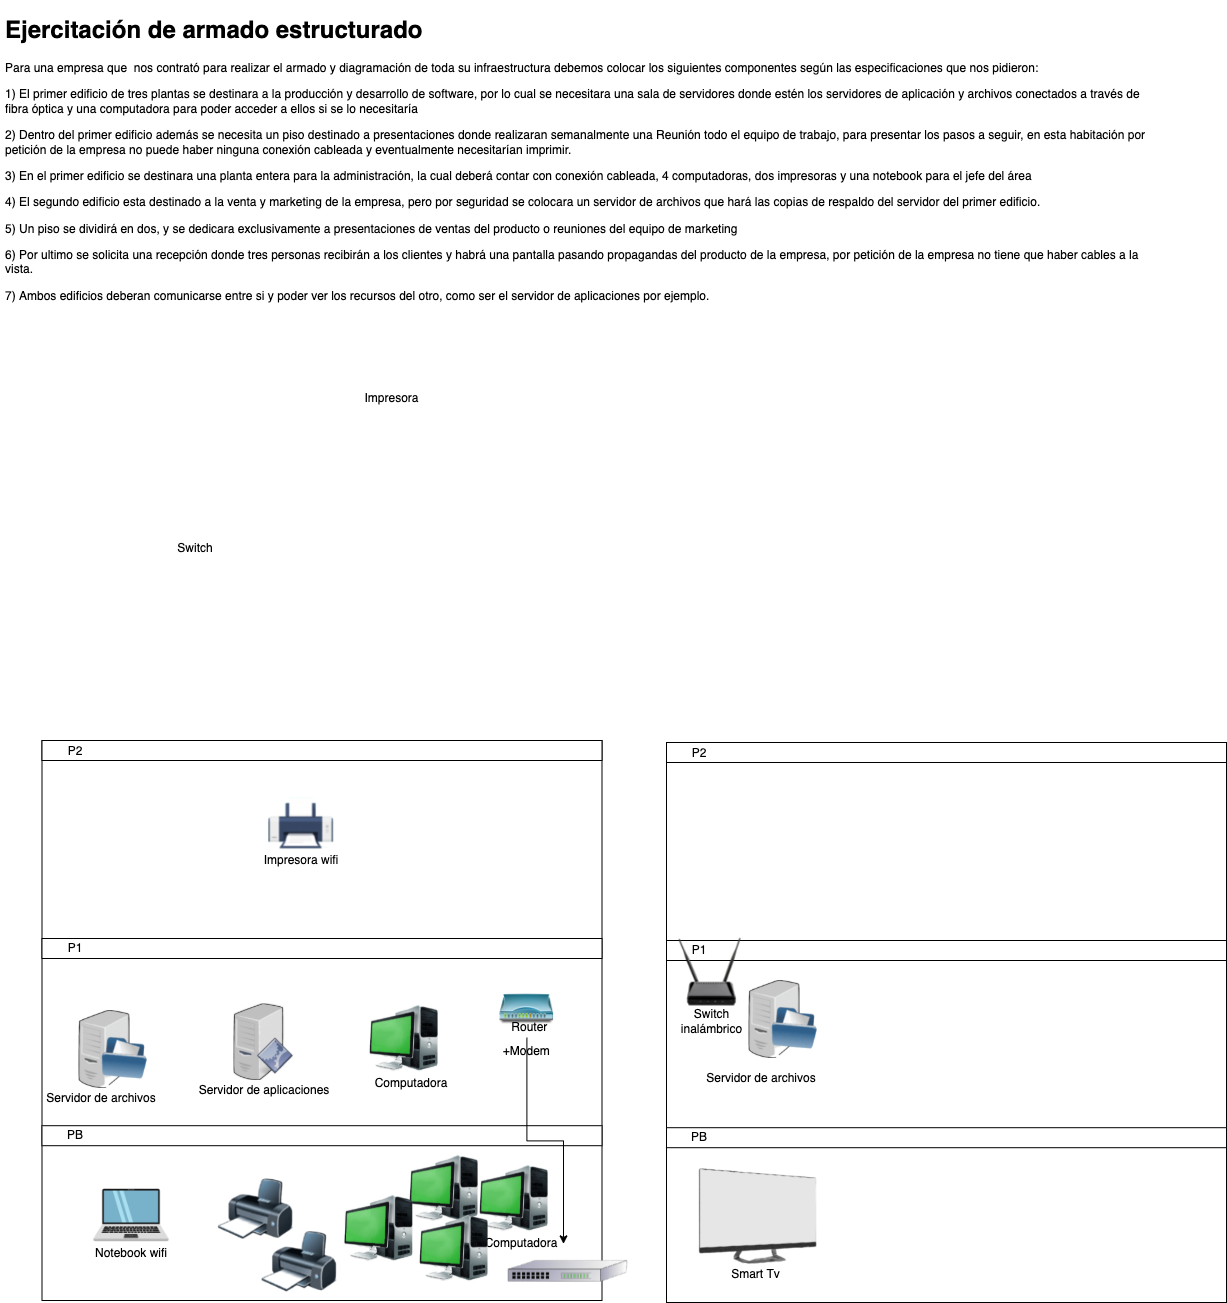 Ejercitación de armado estructurado
Para una empresa que  nos contrató para realizar el armado y diagramación de toda su infraestructura debemos colocar los siguientes componentes según las especificaciones que nos pidieron:
1) El primer edificio de tres plantas se destinara a la producción y desarrollo de software, por lo cual se necesitara una sala de servidores donde estén los servidores de aplicación y archivos conectados a través de
fibra óptica y una computadora para poder acceder a ellos si se lo necesitaría
2) Dentro del primer edificio además se necesita un piso destinado a presentaciones donde realizaran semanalmente una Reunión todo el equipo de trabajo, para presentar los pasos a seguir, en esta habitación por
petición de la empresa no puede haber ninguna conexión cableada y eventualmente necesitarían imprimir.
3) En el primer edificio se destinara una planta entera para la administración, la cual deberá contar con conexión cableada, 4 computadoras, dos impresoras y una notebook para el jefe del área
4) El segundo edificio esta destinado a la venta y marketing de la empresa, pero por seguridad se colocara un servidor de archivos que hará las copias de respaldo del servidor del primer edificio.
5) Un piso se dividirá en dos, y se dedicara exclusivamente a presentaciones de ventas del producto o reuniones del equipo de marketing
6) Por ultimo se solicita una recepción donde tres personas recibirán a los clientes y habrá una pantalla pasando propagandas del producto de la empresa, por petición de la empresa no tiene que haber cables a la
vista.
7) Ambos edificios deberan comunicarse entre si y poder ver los recursos del otro, como ser el servidor de aplicaciones por ejemplo.
Impresora
Switch
P2
Impresora wifi
P1
Router
+Modem
Computadora
Servidor de aplicaciones
Servidor de archivos
PB
Notebook wifi
Computadora
P2
P1
Switch
inalámbrico
Servidor de archivos
PB
Smart Tv